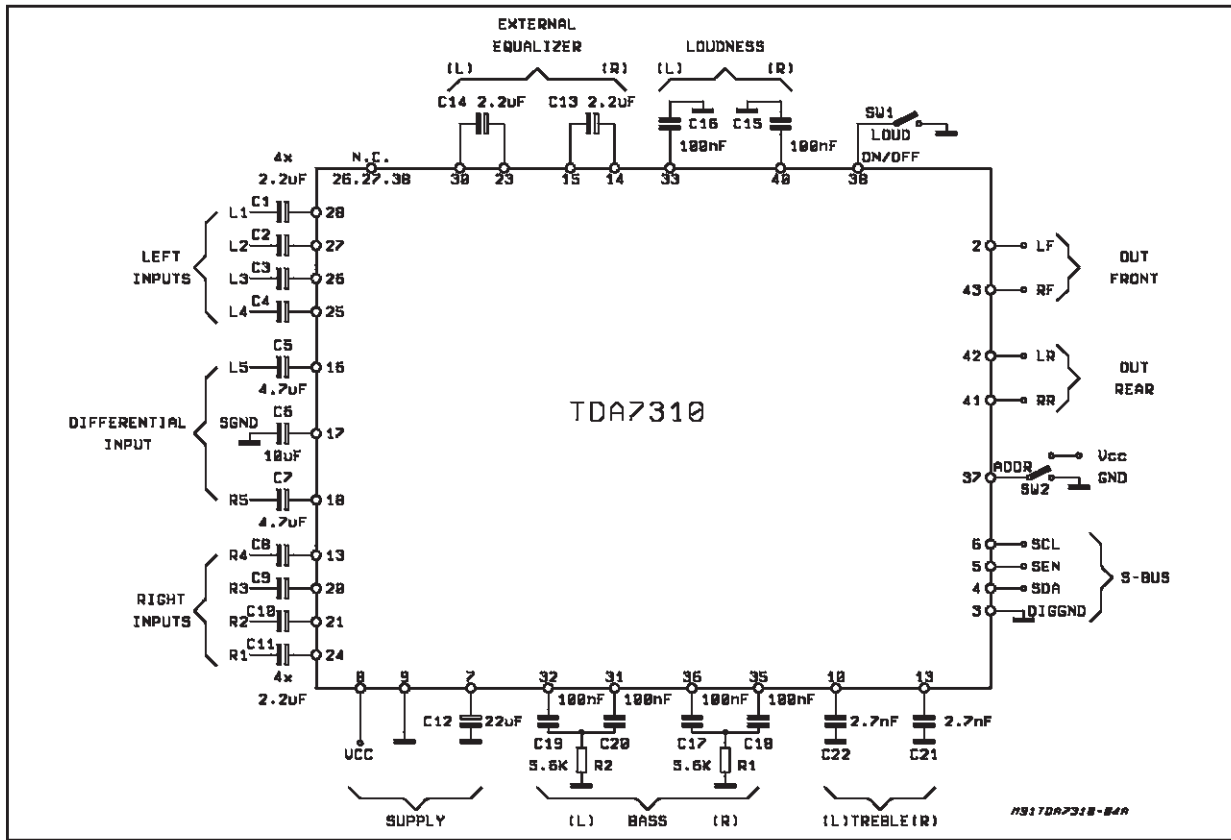 EXTERNAL
EQUALIZER
LOUDNESS
(L) (R) (L) (R)
C14 2.2uF C13 2.2uF
C16 C15
100nF 100nF
SW1
LOUD
ON/OFF
4x
2.2uF
N.C.
26.27.38
30 23 15 14 33 40 38
L1 C1 28
L2 C2 27
L3 C3 26
L4 C4 25
LEFT
INPUTS
L5 C5 16
4.7uF
SGND C6 17
10uF
R5 C7 18
4.7uF
DIFFERENTIAL
INPUT
R4 C8 13
R3 C9 20
R2 C10 21
R1 C11 24
RIGHT
INPUTS
4x
2.2uF
TDA7310
2 LF
43 RF
OUT
FRONT
42 LR
41 RR
OUT
REAR
37 ADDR
SW2
Vcc
GND
6 SCL
5 SEN
4 SDA
3 DIGGND
S-BUS
8 9 7 32 31 36 35 10 13
VCC
C12 22uF
100nF 100nF 100nF 100nF
C19 C20 C17 C18
5.6K R2 5.6K R1
2.7nF 2.7nF
C22 C21
SUPPLY
(L) BASS (R)
(L)TREBLE(R)
M91TDA7310-04A